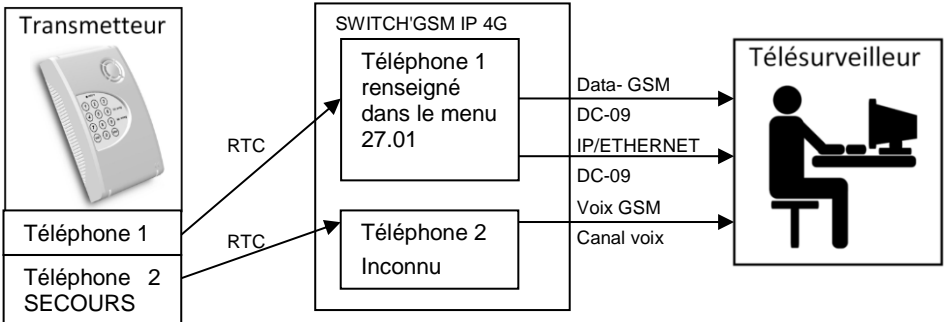 Transmetteur
Téléphone 1
Téléphone 2
SECOURS
RTC
RTC
SWITCH'GSM IP 4G
Téléphone 1
renseigné
dans le menu
27.01
Téléphone 2
Inconnu
Data- GSM
DC-09
IP/ETHERNET
DC-09
Voix GSM
Canal voix
Télésurveilleur